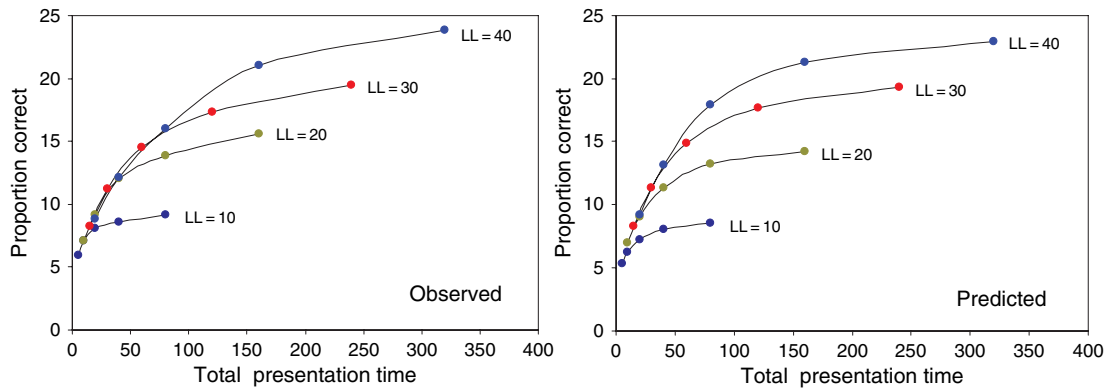 25
20
15
10
5
0
Proportion correct
LL = 40
LL = 30
LL = 20
LL = 10
Observed
0 50 100 150 200 250 300 350 400
Total presentation time
25
20
15
10
5
0
Proportion correct
LL = 40
LL = 30
LL = 20
LL = 10
Predicted
0 50 100 150 200 250 300 350 400
Total presentation time